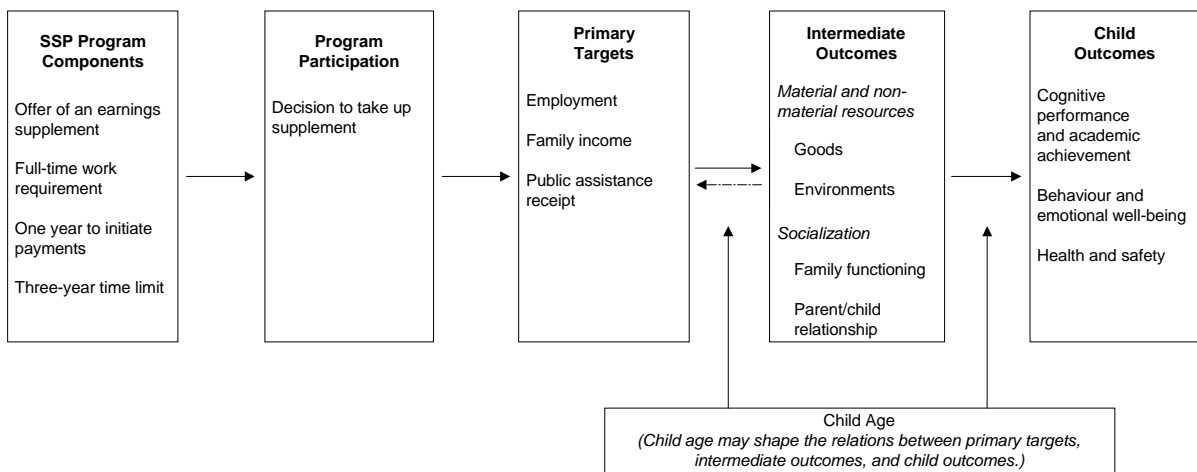 SSP Program
Components
Offer of an earnings
supplement
Full-time work
requirement
One year to initiate
payments
Three-year time limit
Program
Participation
Decision to take up
supplement
Primary
Targets
Employment
Family income
Public assistance
receipt
Intermediate
Outcomes
Material and non-
material resources
Goods
Environments
Socialization
Family functioning
Parent/child
relationship
Child
Outcomes
Cognitive
performance
and academic
achievement
Behaviour and
emotional well-being
Health and safety
Child Age
(Child age may shape the relations between primary targets,
intermediate outcomes, and child outcomes.)